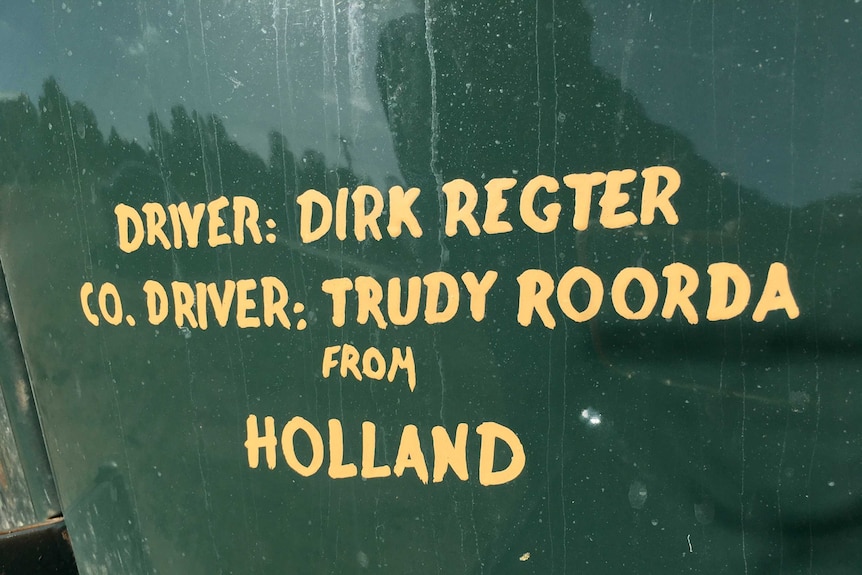 DRIVER: DIRK REGTER
CO. DRIVER: TRUDY ROORDA
FROM
HOLLAND